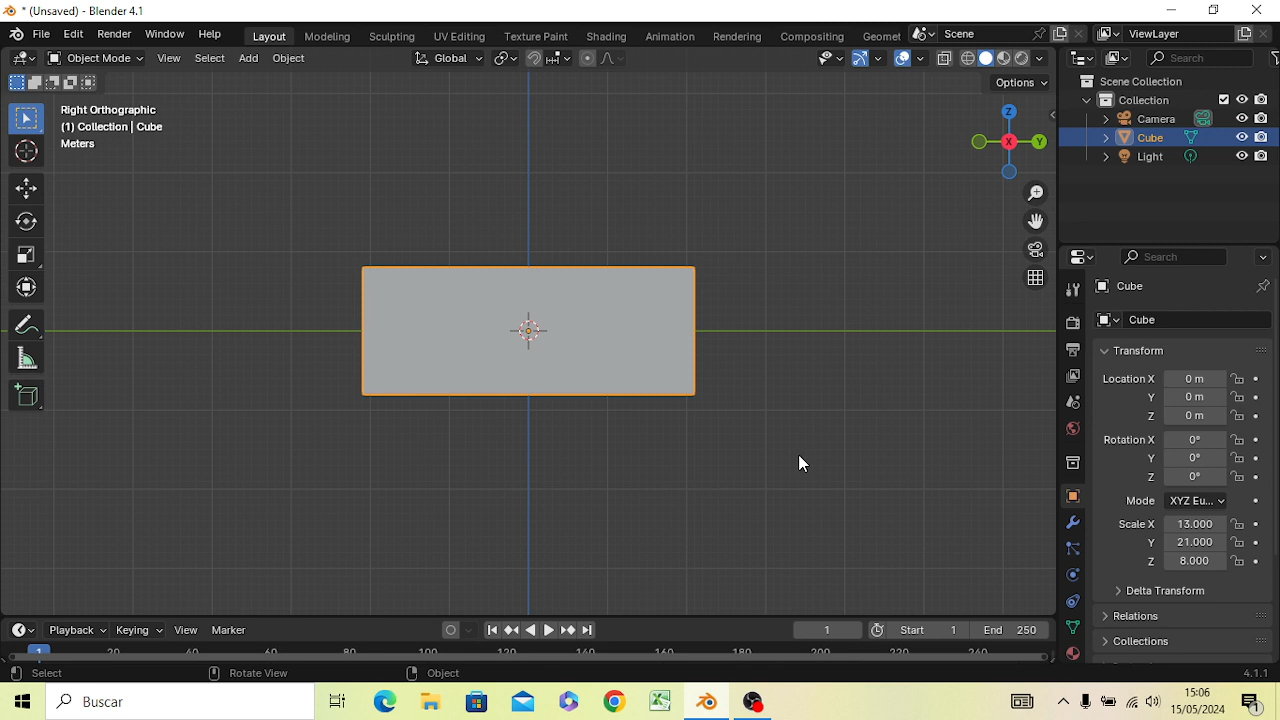 * (Unsaved) - Blender 4.1
File Edit Render Window Help Layout Modeling Sculpting UV Editing Texture Paint Shading Animation Rendering Compositing Geomet Scene ViewLayer
Object Mode View Select Add Object Global Search
Options
Right Orthographic
(1) Collection | Cube
Meters
Z
Y
X
Scene Collection
Collection
Camera
Cube
Light
Search
Cube
Cube
Transform
Location X 0 m
Y 0 m
Z 0 m
Rotation X 0°
Y 0°
Z 0°
Mode XYZ Eu...
Scale X 13.000
Y 21.000
Z 8.000
Delta Transform
Relations
Collections
Playback Keying View Marker 1 Start 1 End 250
1 20 40 60 80 100 120 140 160 180 200 220 240
Select Rotate View Object 4.1.1
Buscar
15:06
15/05/2024
1